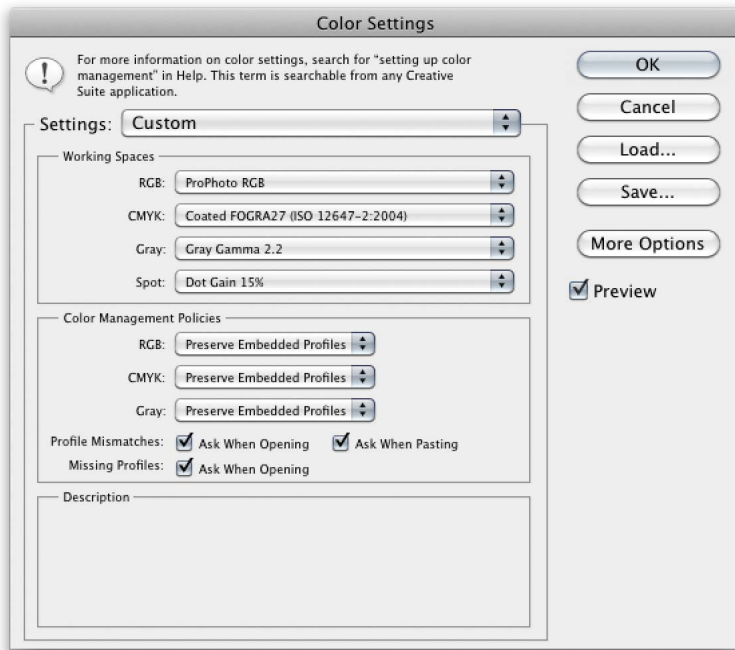 Color Settings
For more information on color settings, search for “setting up color
management” in Help. This term is searchable from any Creative
Suite application.
Settings: Custom
Working Spaces
RGB: ProPhoto RGB
CMYK: Coated FOGRA27 (ISO 12647-2:2004)
Gray: Gray Gamma 2.2
Spot: Dot Gain 15%
Color Management Policies
RGB: Preserve Embedded Profiles
CMYK: Preserve Embedded Profiles
Gray: Preserve Embedded Profiles
Profile Mismatches: Ask When Opening Ask When Pasting
Missing Profiles: Ask When Opening
Description
OK
Cancel
Load...
Save...
More Options
Preview